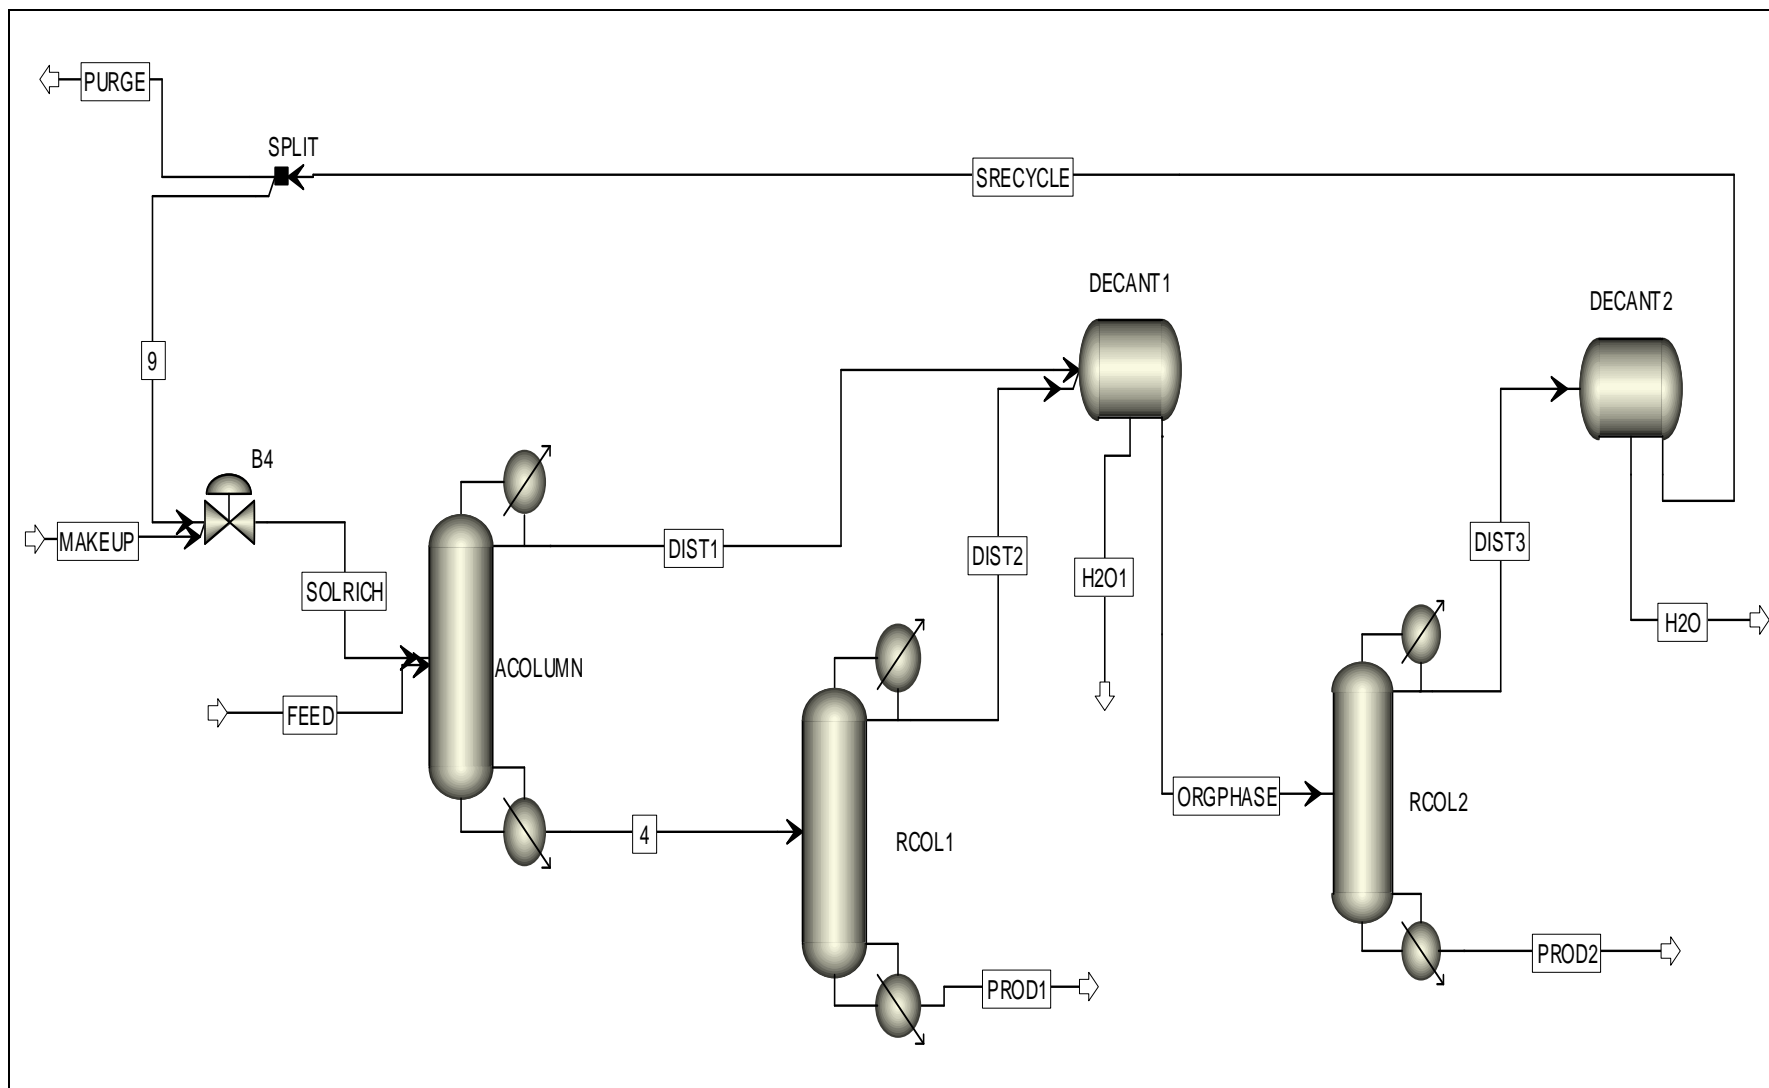 PURGE
SPLIT
SRECYCLE
DECANT1
DECANT2
9
B4
MAKEUP
SOLRICH
DIST1
DIST2
H2O1
DIST3
H2O
ACOLUMN
FEED
ORGPHASE
RCOL2
4
RCOL1
PROD2
PROD1